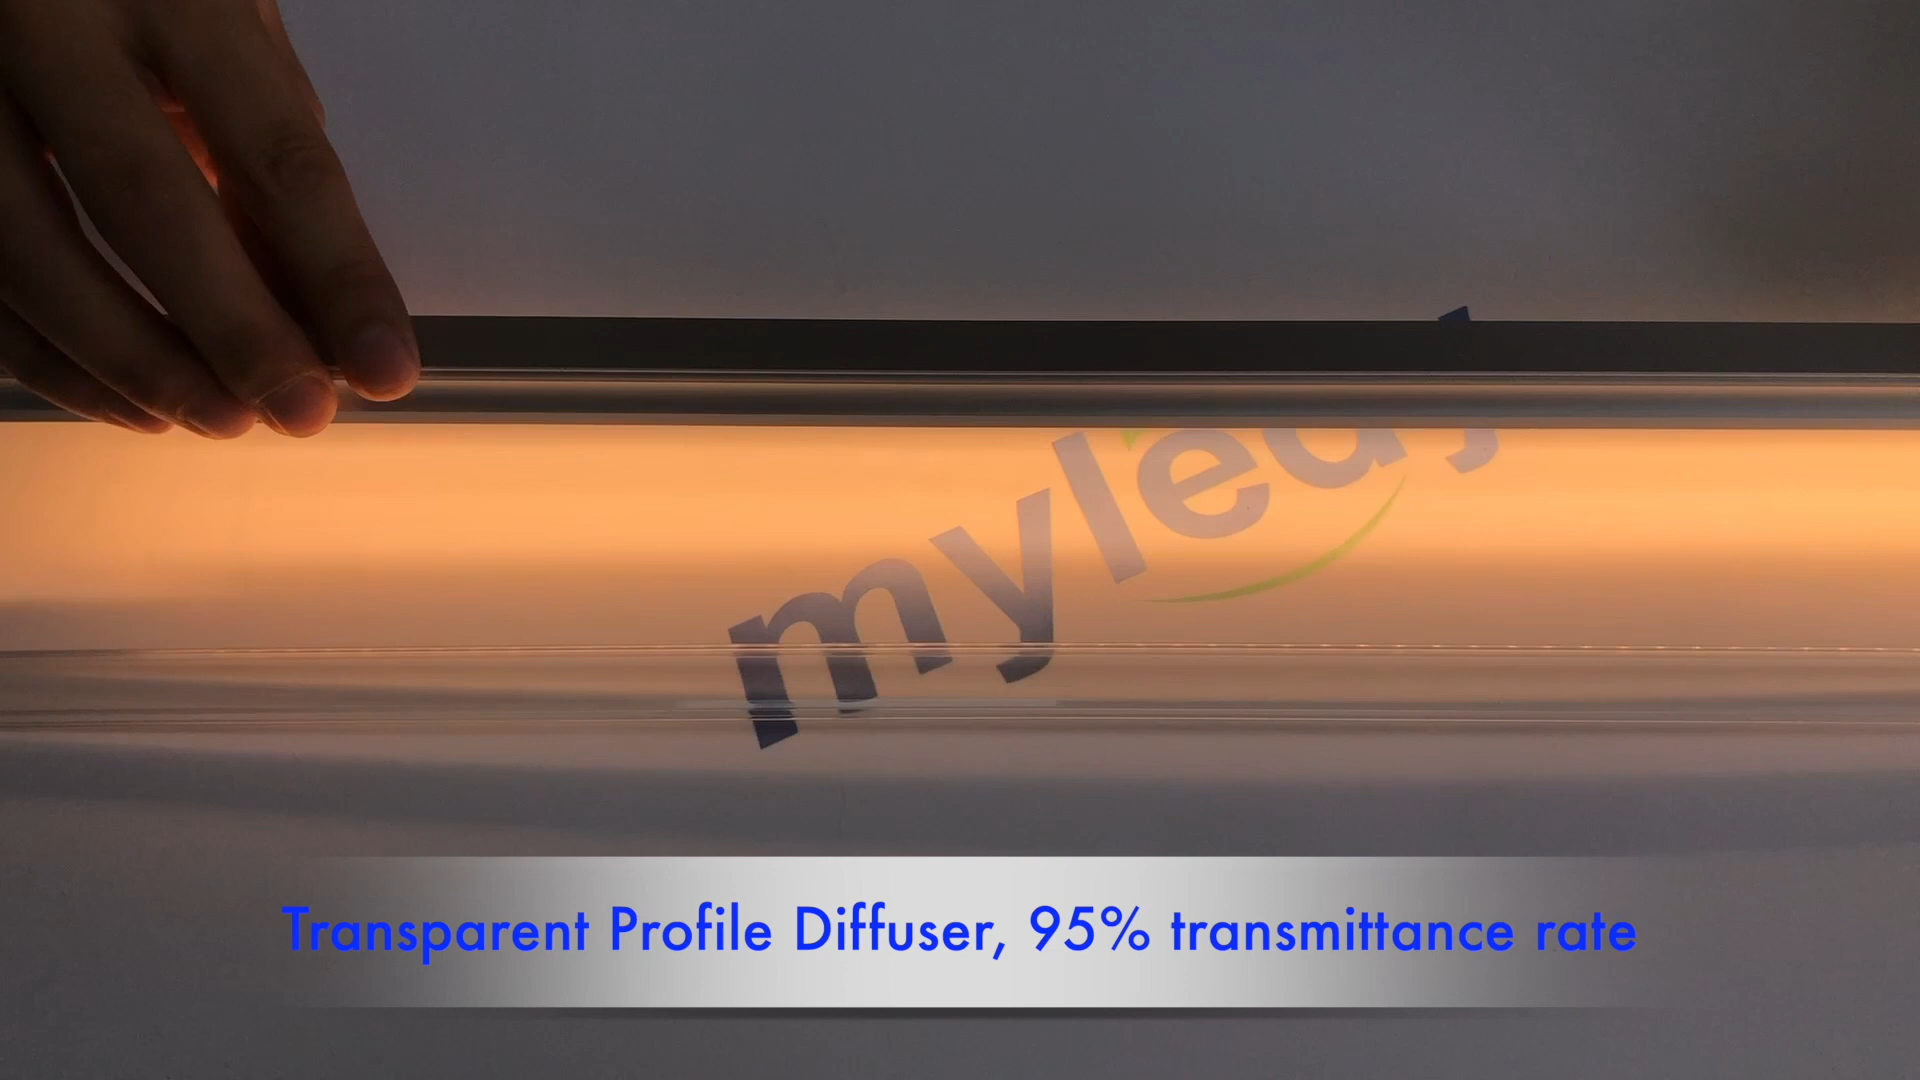 myled
Transparent Profile Diffuser, 95% transmittance rate